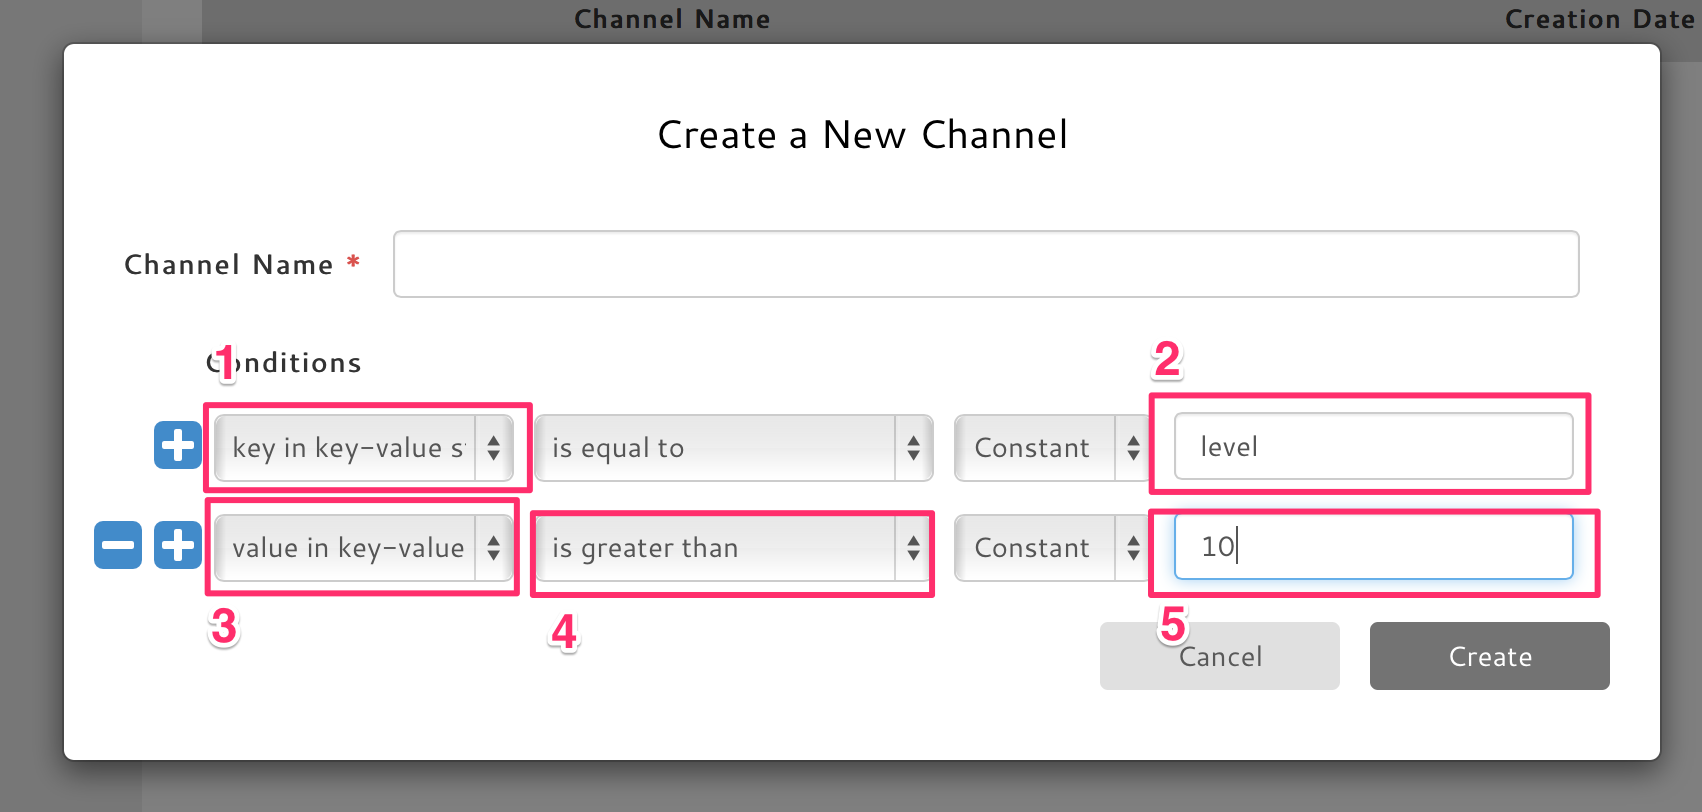 Channel Name Creation Date
Create a New Channel
Channel Name *
1 2
Conditions
key in key-value s is equal to Constant level
value in key-value is greater than Constant 10
3 4 5
Cancel Create